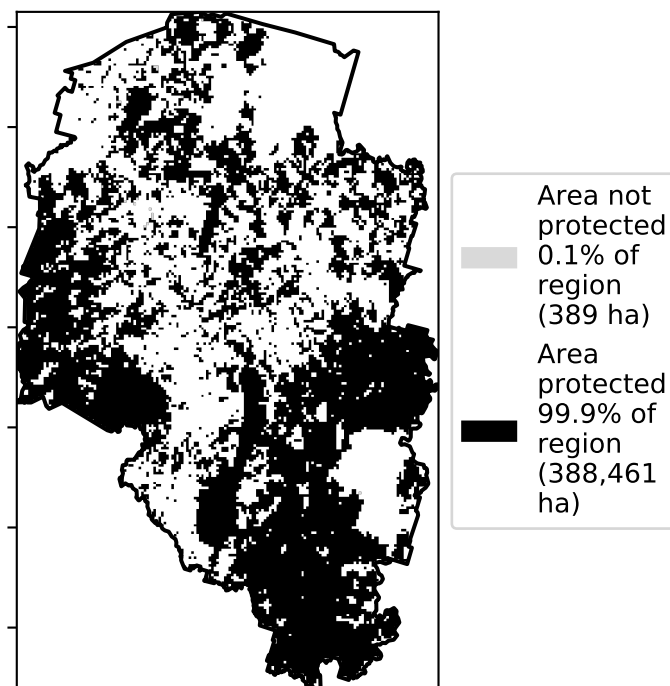 Area not
protected
0.1% of
region
(389 ha)
Area
protected
99.9% of
region
(388,461
ha)